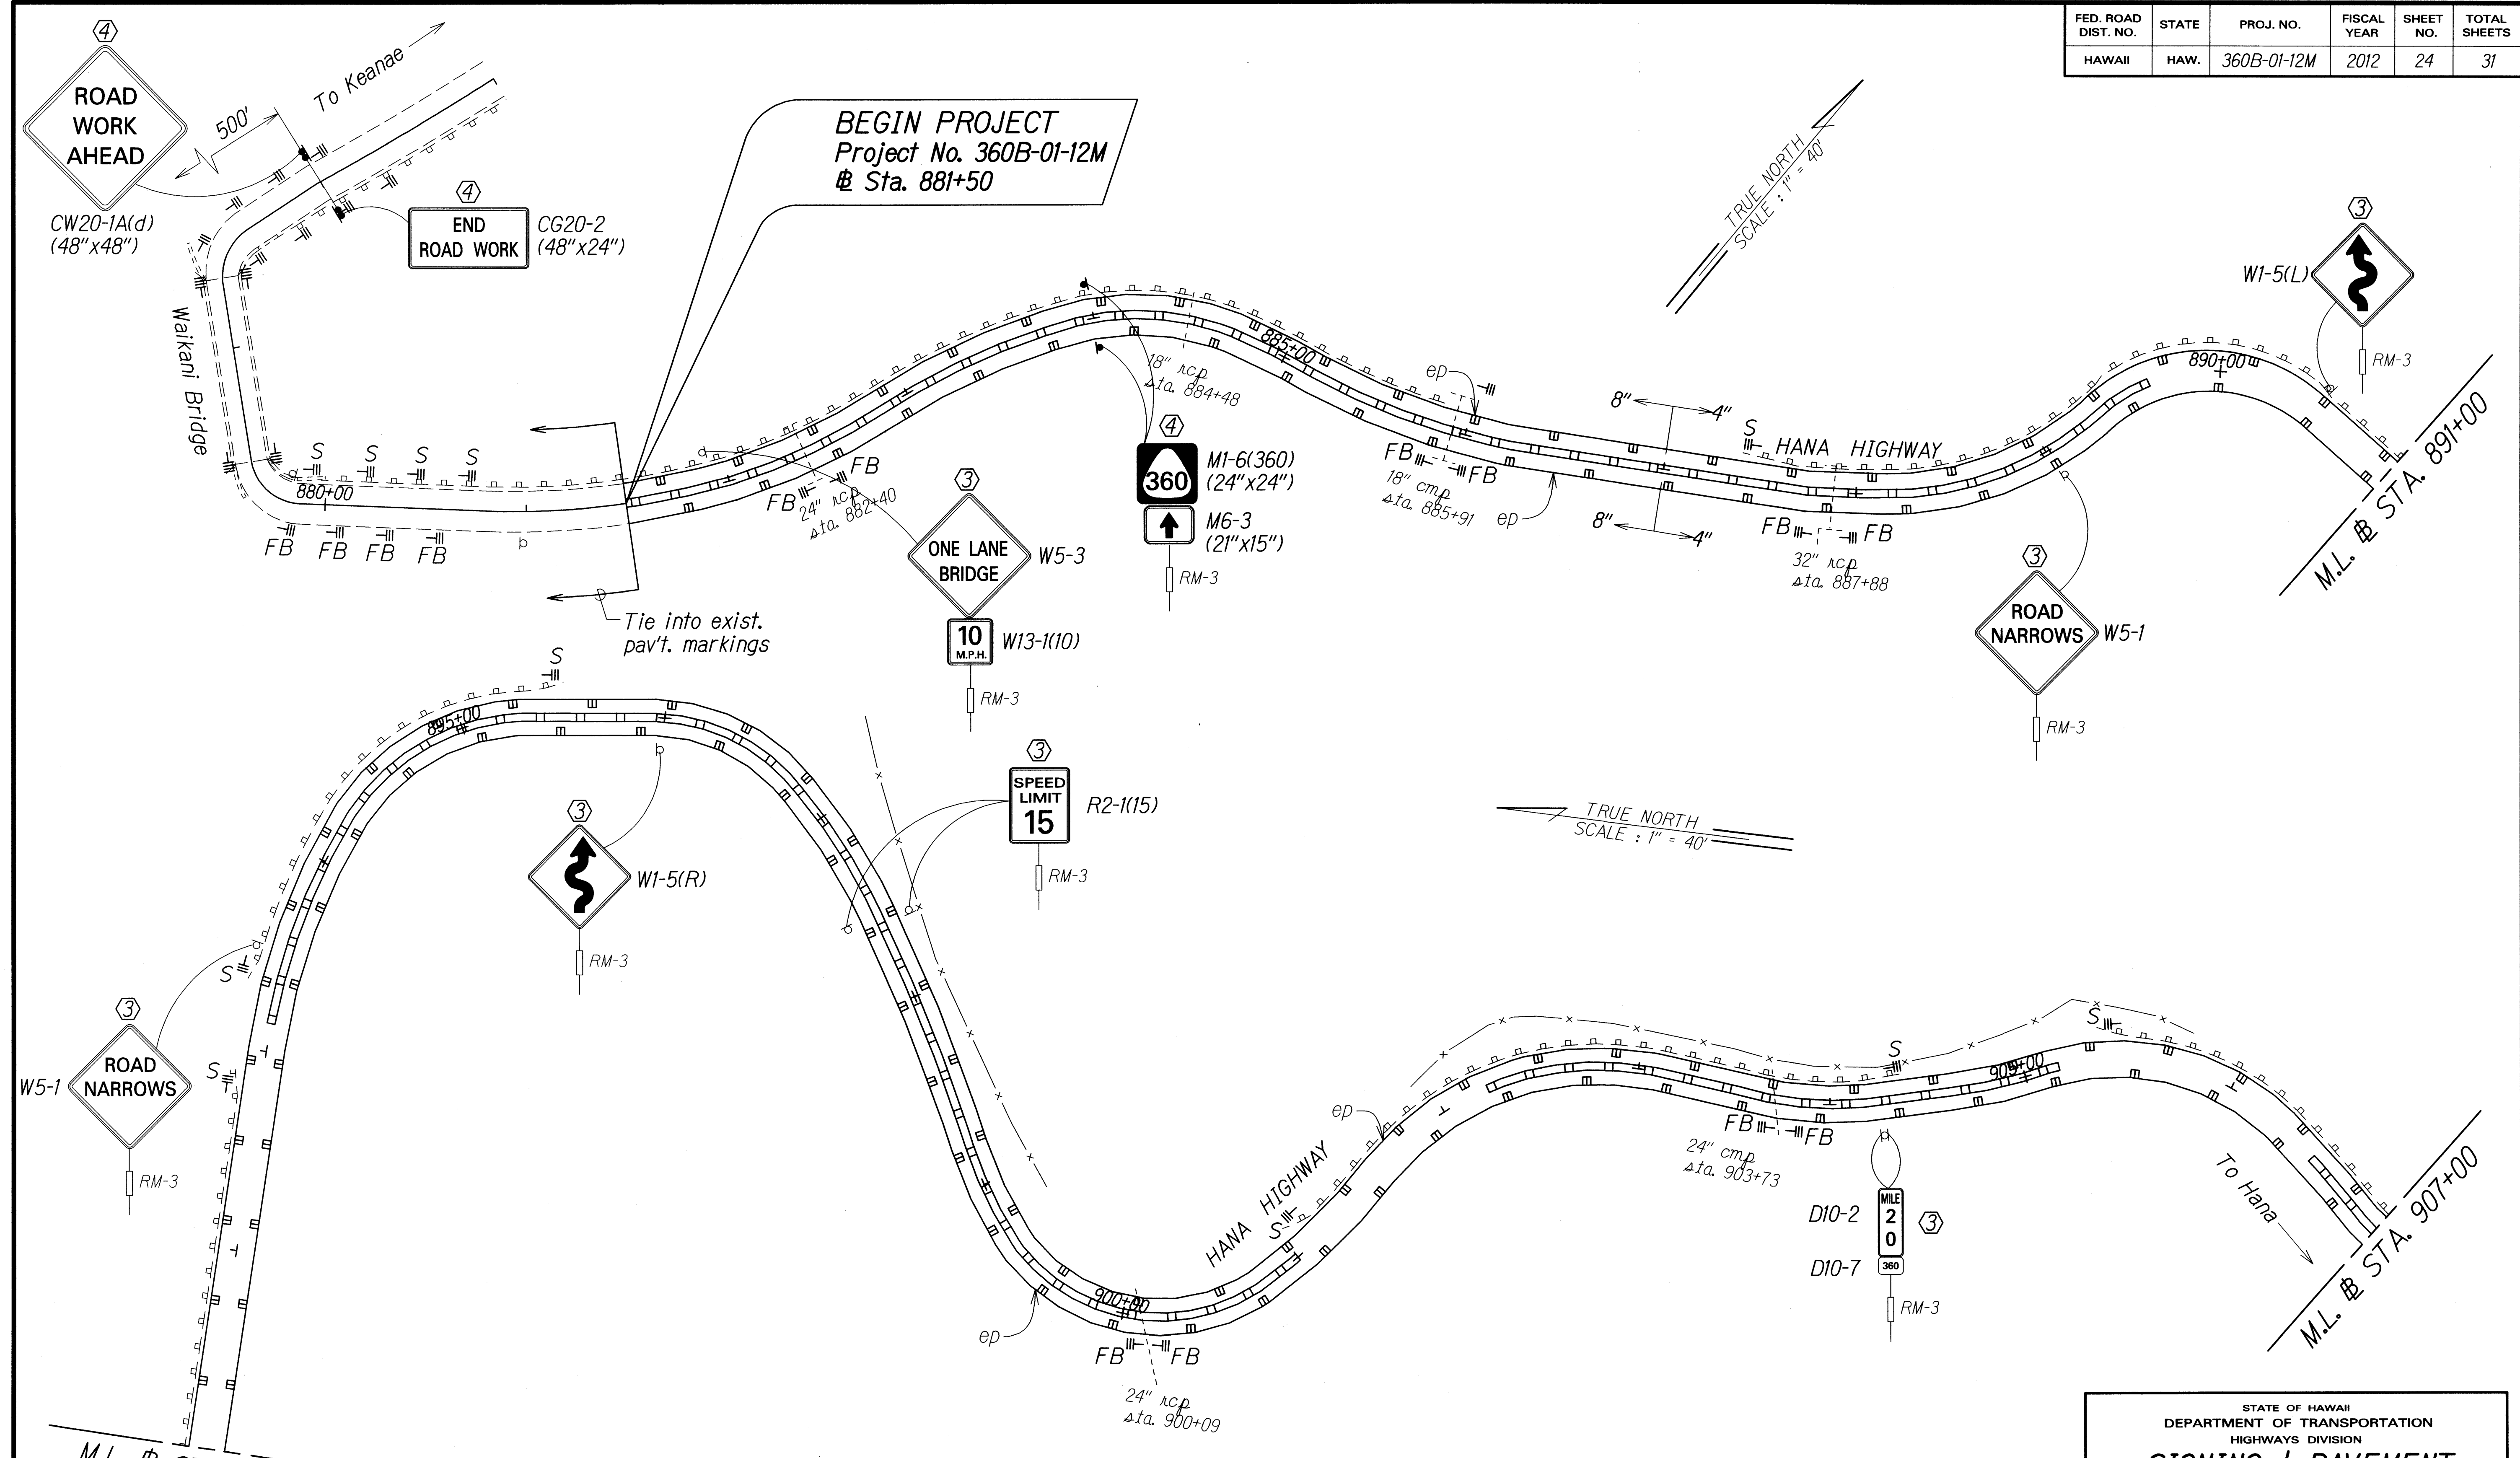 FED. ROAD DIST. NO.
STATE
PROJ. NO.
FISCAL YEAR
SHEET NO.
TOTAL SHEETS
HAWAII
HAW.
360B-01-12M
2012
24
31
4
ROAD
WORK
AHEAD
CW20-1A(d)
(48"x48")
500'
To Keanae
4
END
ROAD WORK
CG20-2
(48"x24")
BEGIN PROJECT
Project No. 360B-01-12M
℄ Sta. 881+50
TRUE NORTH
SCALE : 1" = 40'
3
W1-5(L)
RM-3
Waikani Bridge
S
S
S
S
880+00
FB
FB
FB
FB
Tie into exist.
pav't. markings
FB
FB
24" rcp
sta. 882+40
3
ONE LANE
BRIDGE
W5-3
10
M.P.H.
W13-1(10)
RM-3
18" rcp
sta. 884+48
4
360
M1-6(360)
(24"x24")
M6-3
(21"x15")
RM-3
885+00
ep
FB
FB
18" cmp
sta. 885+91
ep
8"
4"
8"
4"
S
HANA HIGHWAY
FB
FB
32" rcp
sta. 887+88
890+00
3
ROAD
NARROWS
W5-1
RM-3
M.L. ℄ STA. 891+00
S
895+00
3
W1-5(R)
RM-3
3
SPEED
LIMIT
15
R2-1(15)
RM-3
TRUE NORTH
SCALE : 1" = 40'
S
3
ROAD
NARROWS
W5-1
RM-3
S
ep
900+00
FB
FB
24" rcp
sta. 900+09
HANA HIGHWAY
S
ep
FB
FB
24" cmp
sta. 903+73
S
905+00
S
D10-2
MILE
2
0
3
D10-7
360
RM-3
To Hana
M.L. ℄ STA. 907+00
M.L.
STATE OF HAWAII
DEPARTMENT OF TRANSPORTATION
HIGHWAYS DIVISION
SIGNING / PAVEMENT